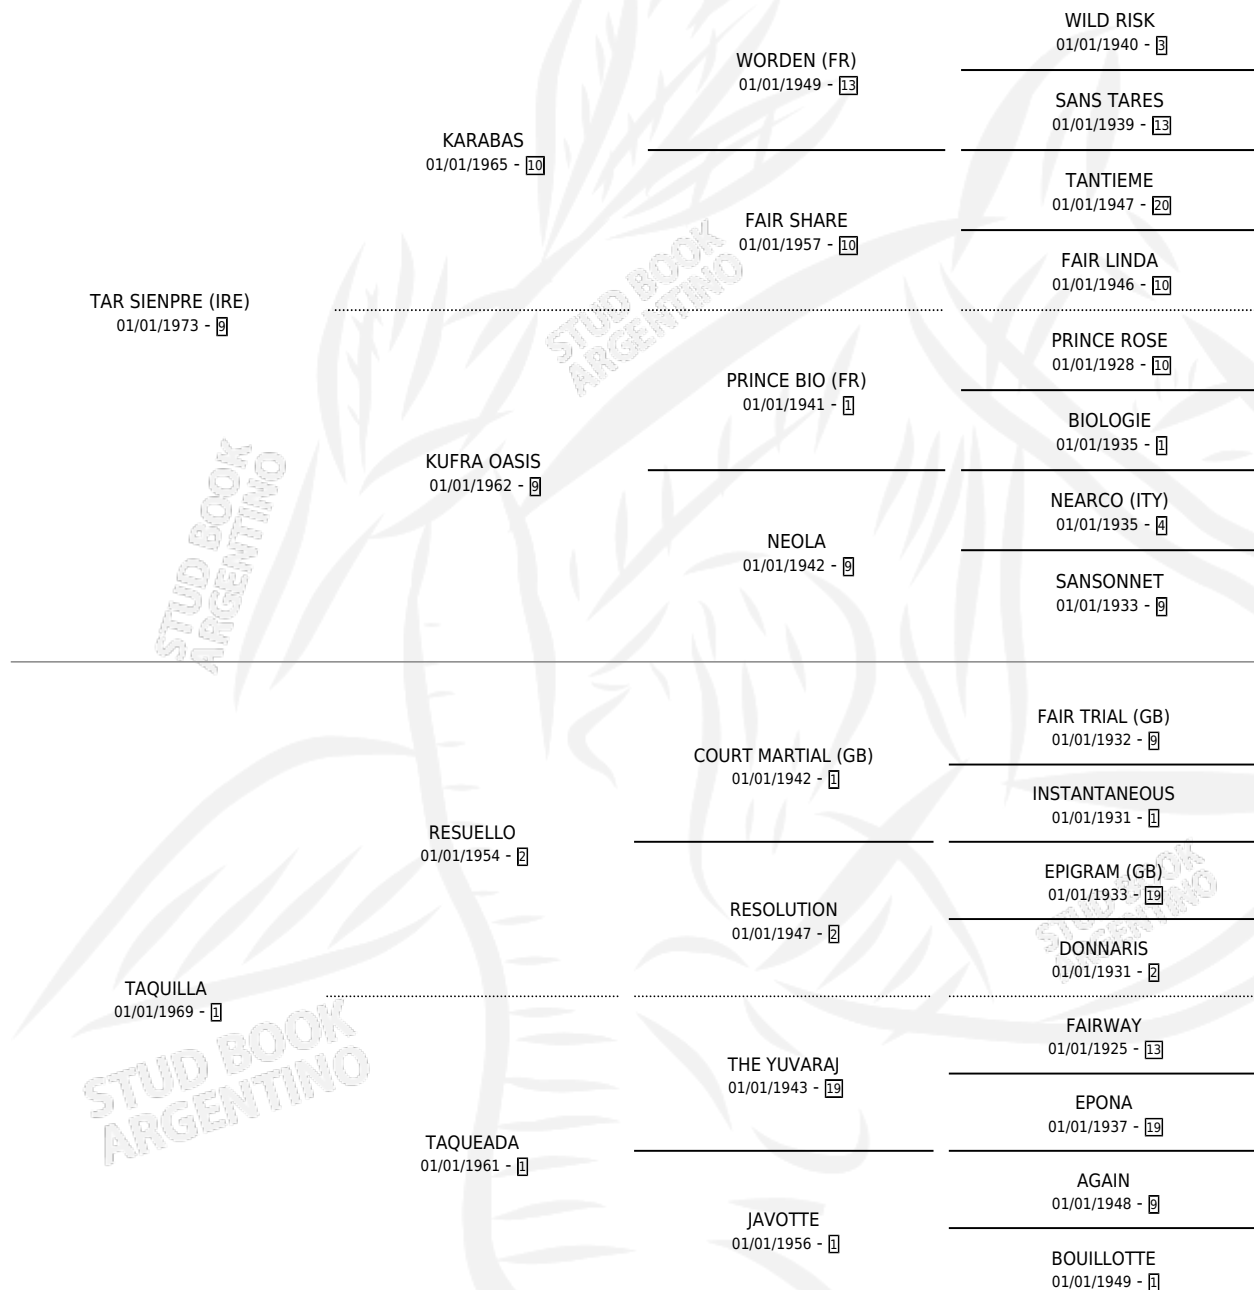 TAR SIENPRE (IRE)
01/01/1973 - 9
KARABAS
01/01/1965 - 10
WORDEN (FR)
01/01/1949 - 13
WILD RISK
01/01/1940 - 3
SANS TARES
01/01/1939 - 13
FAIR SHARE
01/01/1957 - 10
TANTIEME
01/01/1947 - 20
FAIR LINDA
01/01/1946 - 10
KUFRA OASIS
01/01/1962 - 9
PRINCE BIO (FR)
01/01/1941 - 1
PRINCE ROSE
01/01/1928 - 10
BIOLOGIE
01/01/1935 - 1
NEOLA
01/01/1942 - 9
NEARCO (ITY)
01/01/1935 - 4
SANSONNET
01/01/1933 - 9
TAQUILLA
01/01/1969 - 1
RESUELLO
01/01/1954 - 2
COURT MARTIAL (GB)
01/01/1942 - 1
FAIR TRIAL (GB)
01/01/1932 - 9
INSTANTANEOUS
01/01/1931 - 1
RESOLUTION
01/01/1947 - 2
EPIGRAM (GB)
01/01/1933 - 19
DONNARIS
01/01/1931 - 2
TAQUEADA
01/01/1961 - 1
THE YUVARAJ
01/01/1943 - 19
FAIRWAY
01/01/1925 - 13
EPONA
01/01/1937 - 19
JAVOTTE
01/01/1956 - 1
AGAIN
01/01/1948 - 9
BOUILLOTTE
01/01/1949 - 1
STUD BOOK
ARGENTINO
STUD BOOK
ARGENTINO
STUD BOOK
ARGENTINO
STUD BOOK
ARGENTINO